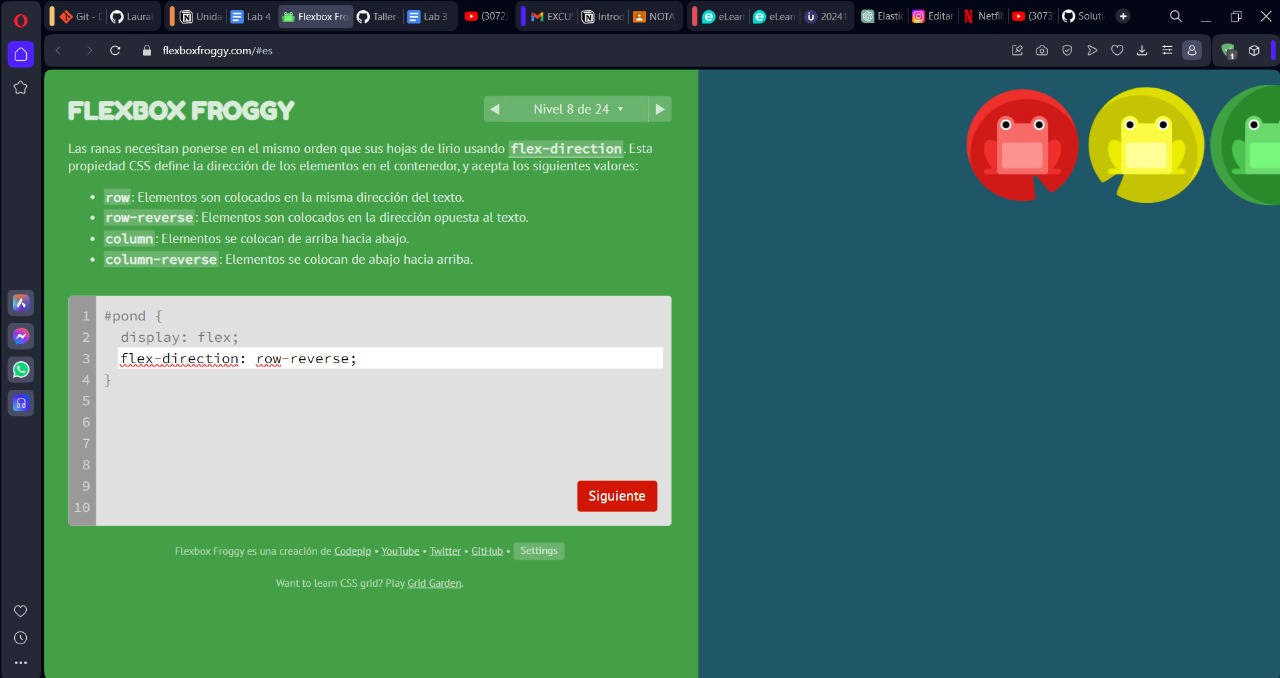 Git - D
Laural
Unida
Lab 4
Flexbox Fro
Taller
Lab 3
(3072
EXCUS
Introd
NOTA
eLearn
eLearn
20241
Elastic
Editar
Netfli
(3073
Soluti
flexboxfroggy.com/#es
FLEXBOX FROGGY
Nivel 8 de 24
Las ranas necesitan ponerse en el mismo orden que sus hojas de lirio usando flex-direction. Esta
propiedad CSS define la dirección de los elementos en el contenedor, y acepta los siguientes valores:
• row: Elementos son colocados en la misma dirección del texto.
• row-reverse: Elementos son colocados en la dirección opuesta al texto.
• column: Elementos se colocan de arriba hacia abajo.
• column-reverse: Elementos se colocan de abajo hacia arriba.
1 #pond {
2 display: flex;
3 flex-direction: row-reverse;
4 }
5
6
7
8
9
10
Siguiente
Flexbox Froggy es una creación de Codepip • YouTube • Twitter • GitHub • Settings
Want to learn CSS grid? Play Grid Garden.